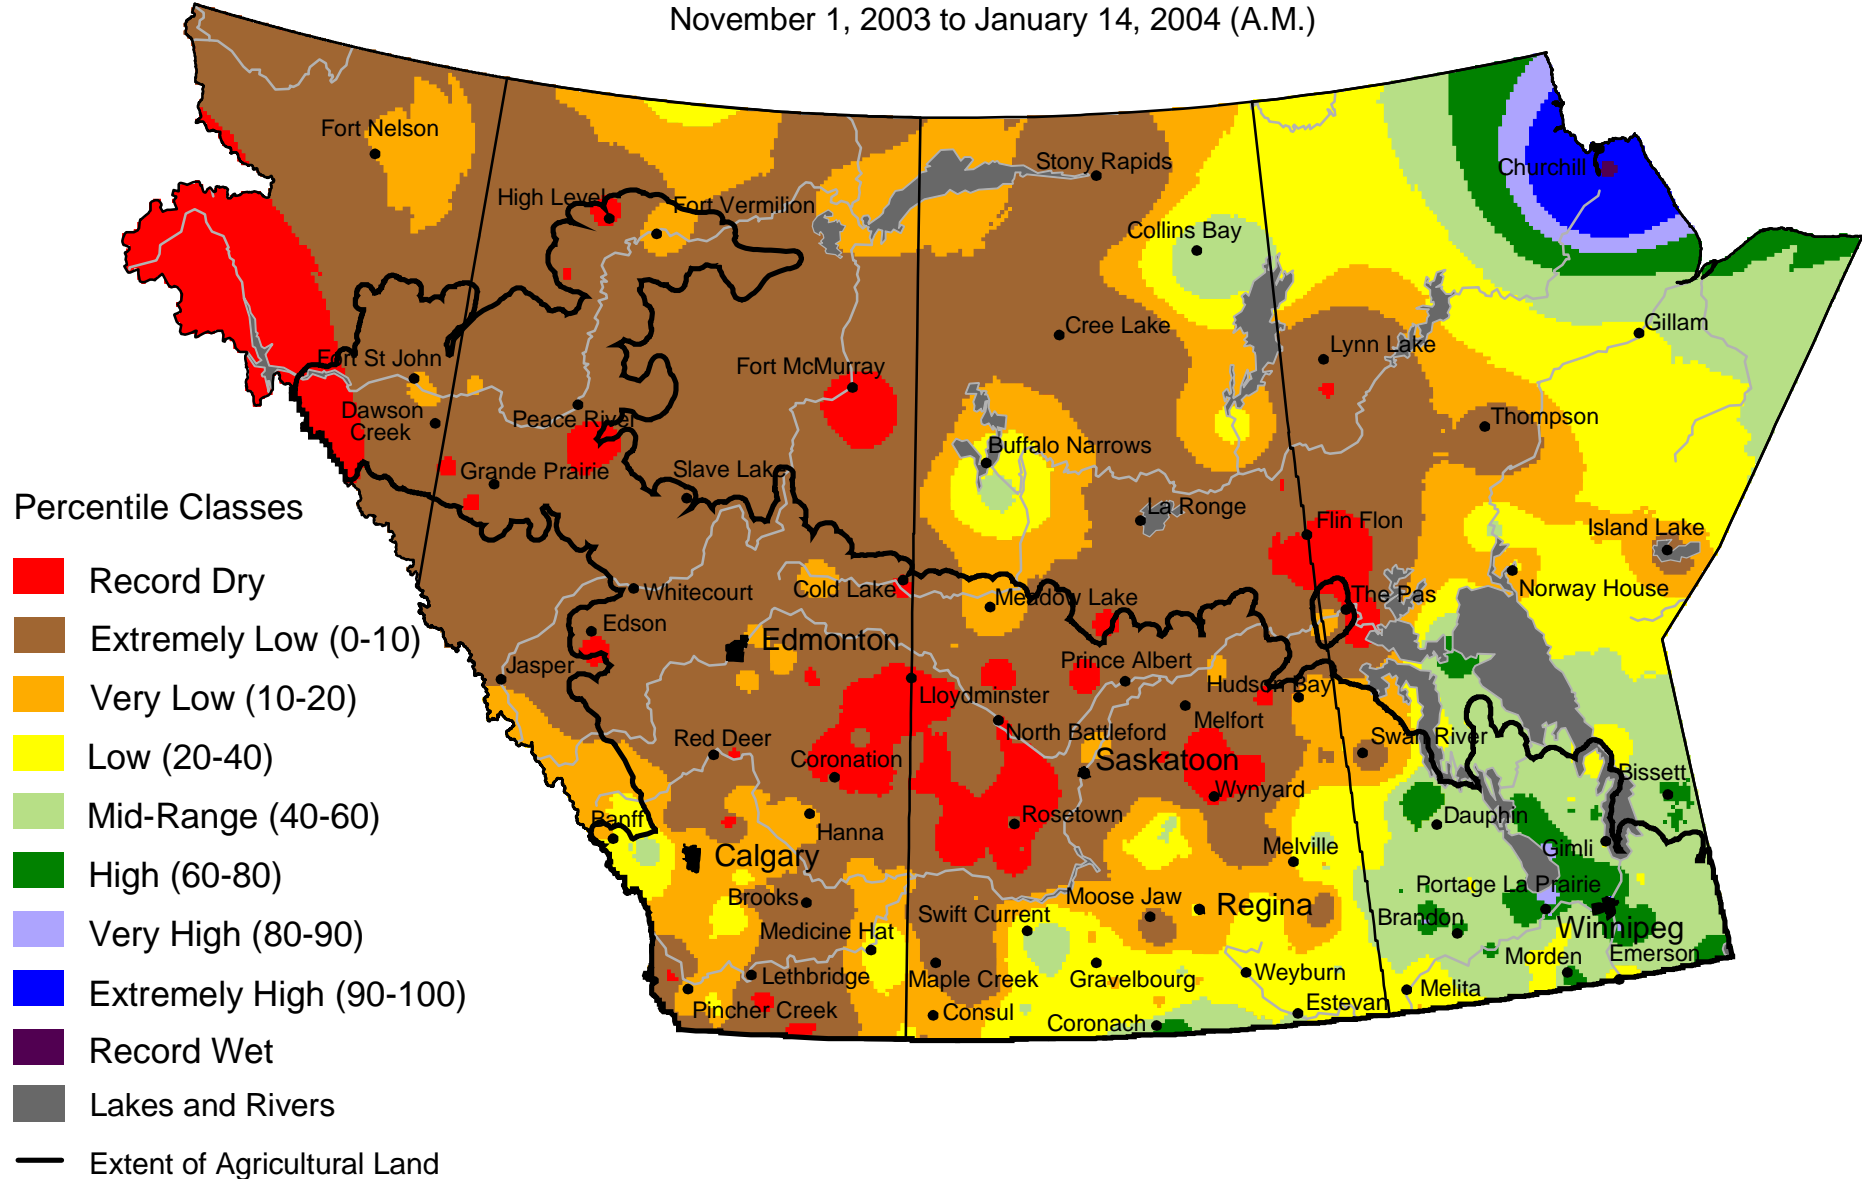 November 1, 2003 to January 14, 2004 (A.M.)
Fort Nelson
Stony Rapids
Churchill
High Level
Fort Vermilion
Collins Bay
Cree Lake
Gillam
Lynn Lake
Fort St John
Fort McMurray
Dawson
Creek
Peace River
Thompson
Buffalo Narrows
Grande Prairie
Slave Lake
La Ronge
Flin Flon
Island Lake
Whitecourt
Cold Lake
Meadow Lake
The Pas
Norway House
Edson
Edmonton
Jasper
Prince Albert
Hudson Bay
Lloydminster
Melfort
North Battleford
Red Deer
Swan River
Coronation
Saskatoon
Bissett
Wynyard
Banff
Hanna
Rosetown
Dauphin
Calgary
Melville
Gimli
Brooks
Moose Jaw
Regina
Portage La Prairie
Swift Current
Brandon
Medicine Hat
Winnipeg
Lethbridge
Maple Creek
Gravelbourg
Weyburn
Morden
Emerson
Pincher Creek
Consul
Coronach
Estevan
Melita
Percentile Classes
Record Dry
Extremely Low (0-10)
Very Low (10-20)
Low (20-40)
Mid-Range (40-60)
High (60-80)
Very High (80-90)
Extremely High (90-100)
Record Wet
Lakes and Rivers
Extent of Agricultural Land